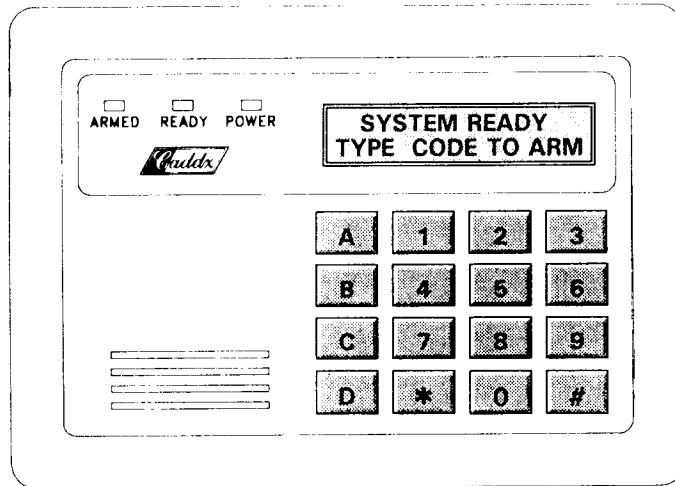 ARMED READY POWER
Caddx
SYSTEM READY
TYPE CODE TO ARM
A 1 2 3
B 4 5 6
C 7 8 9
D * 0 #